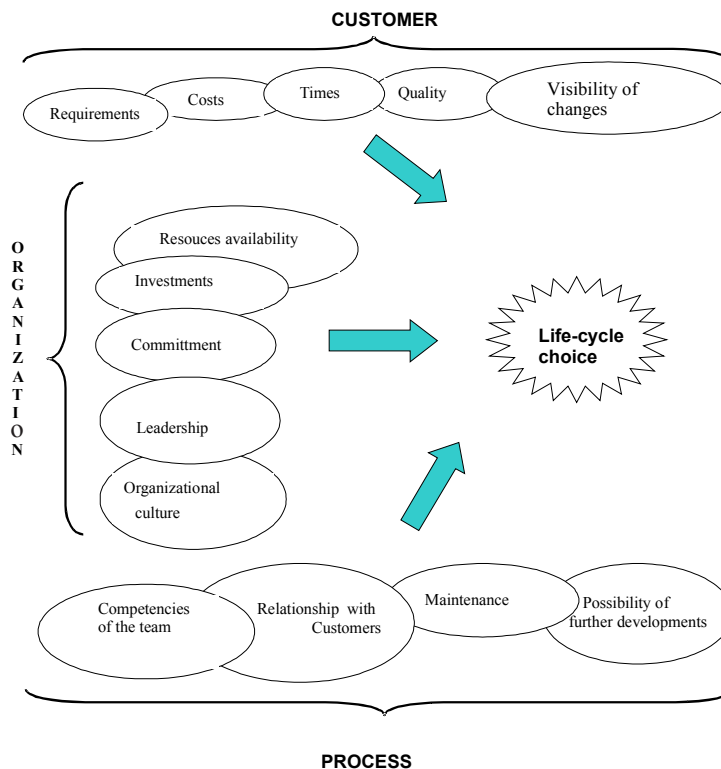 CUSTOMER
Requirements
Costs
Times
Quality
Visibility of
changes
ORGANIZATION
Resouces availability
Investments
Committment
Leadership
Organizational
culture
Life-cycle
choice
Competencies
of the team
Relationship with
Customers
Maintenance
Possibility of
further developments
PROCESS